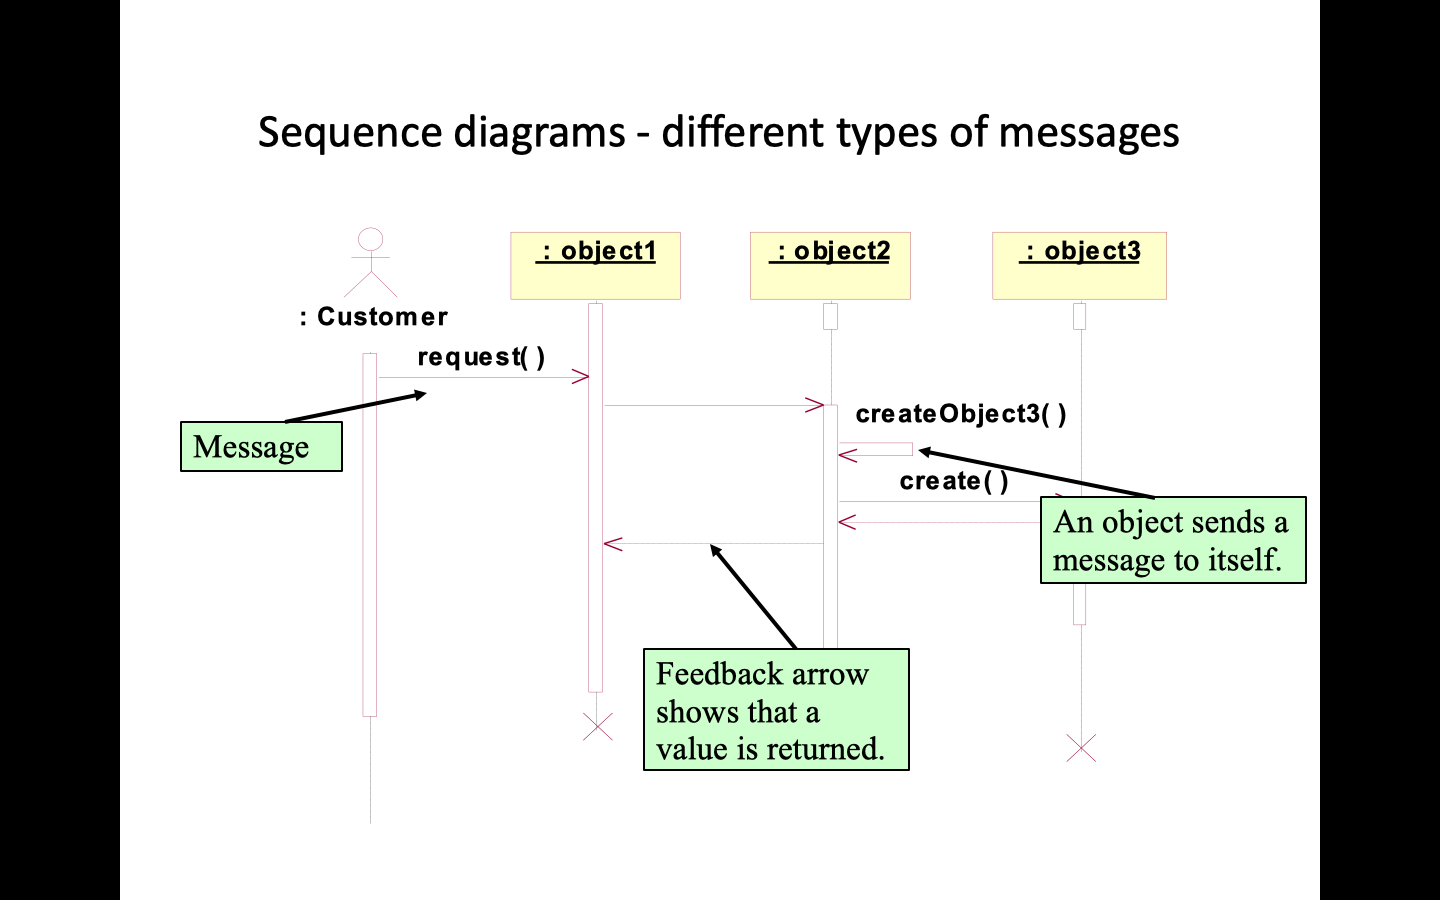 Sequence diagrams - different types of messages
: object1
: object2
: object3
: Customer
request( )
createObject3( )
Message
create( )
An object sends a
message to itself.
Feedback arrow
shows that a
value is returned.